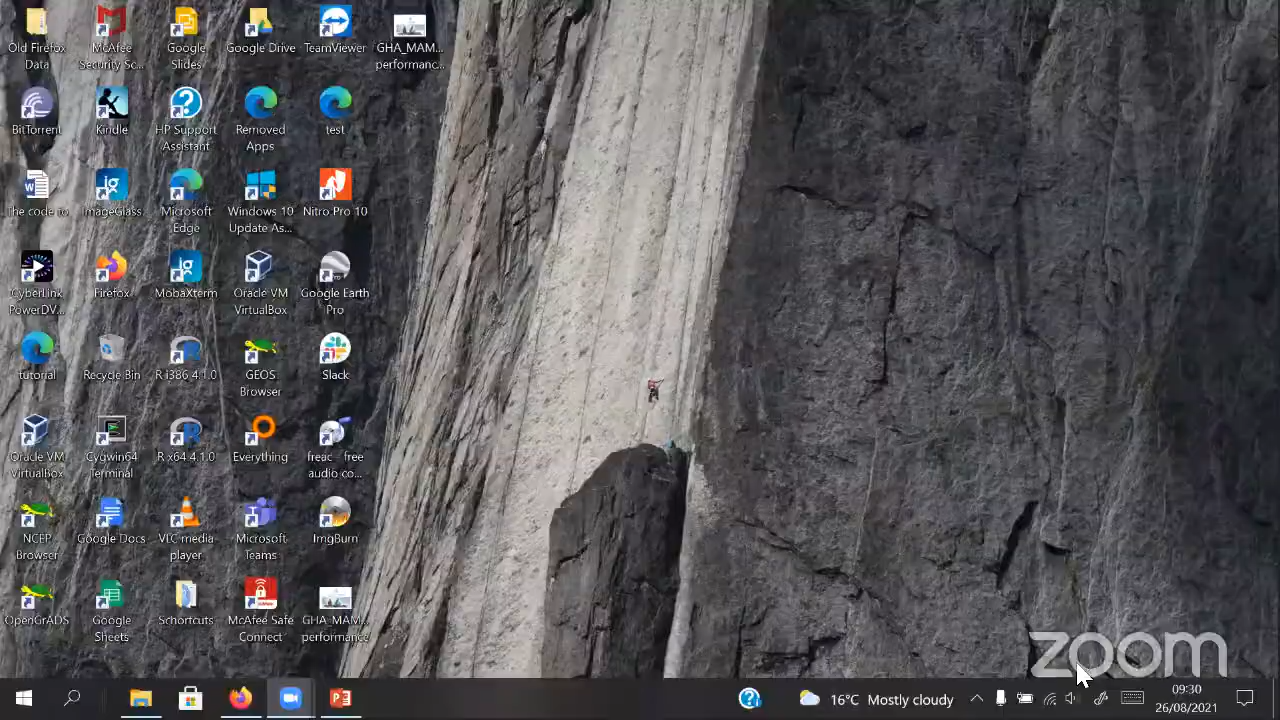 Old Firefox
Data
McAfee
Security Sc...
Google
Slides
Google Drive
TeamViewer
GHA_MAM...
performanc...
BitTorrent
Kindle
HP Support
Assistant
Removed
Apps
test
The code to
ImageGlass
Microsoft
Edge
Windows 10
Update As...
Nitro Pro 10
CyberLink
PowerDV...
Firefox
MobaXterm
Oracle VM
VirtualBox
Google Earth
Pro
tutorial
Recycle Bin
R i386 4.1.0
GEOS
Browser
Slack
Oracle VM
VirtualBox
Cygwin64
Terminal
R x64 4.1.0
Everything
freac - free
audio co...
NCEP
Browser
Google Docs
VLC media
player
Microsoft
Teams
ImgBurn
OpenGrADS
Google
Sheets
Schortcuts
McAfee Safe
Connect
GHA_MAM...
performance
zoom
16°C Mostly cloudy
09:30
26/08/2021